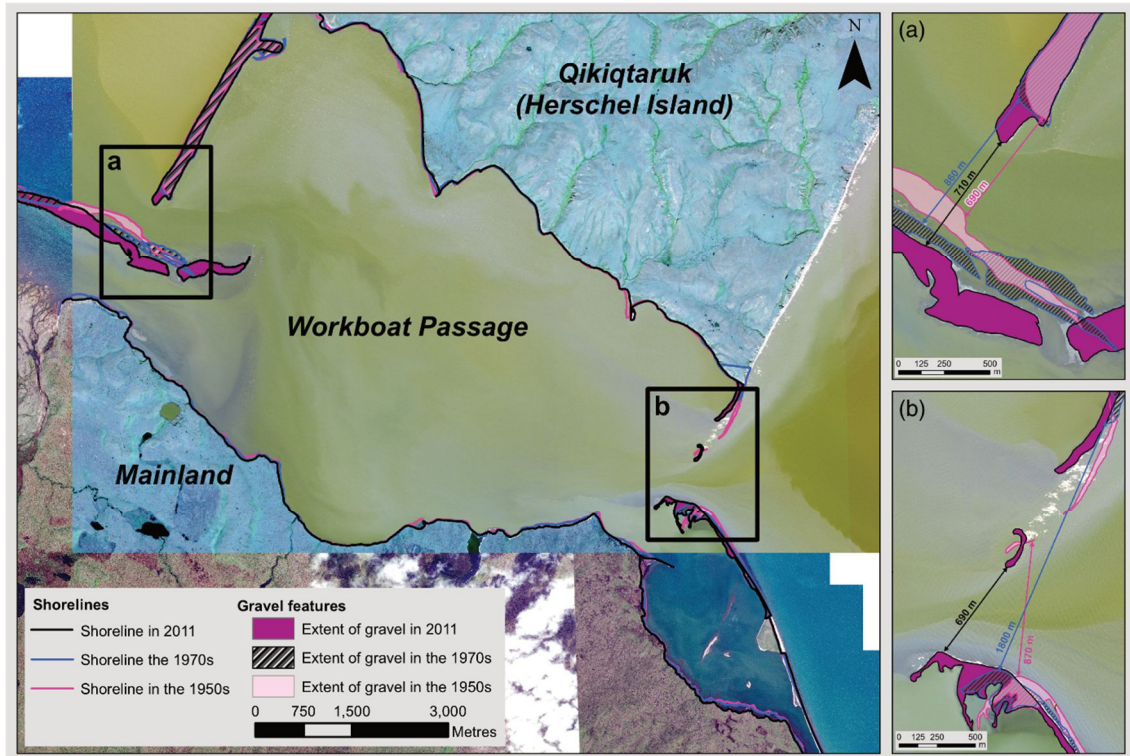 N
Qikiqtaruk
(Herschel Island)
a
Workboat Passage
b
Mainland
Shorelines
Shoreline in 2011
Shoreline the 1970s
Shoreline in the 1950s
Gravel features
Extent of gravel in 2011
Extent of gravel in the 1970s
Extent of gravel in the 1950s
0 750 1,500 3,000
Metres
(a)
860 m
710 m
690 m
0 125 250 500
m
(b)
690 m
1800 m
870 m
0 125 250 500
m